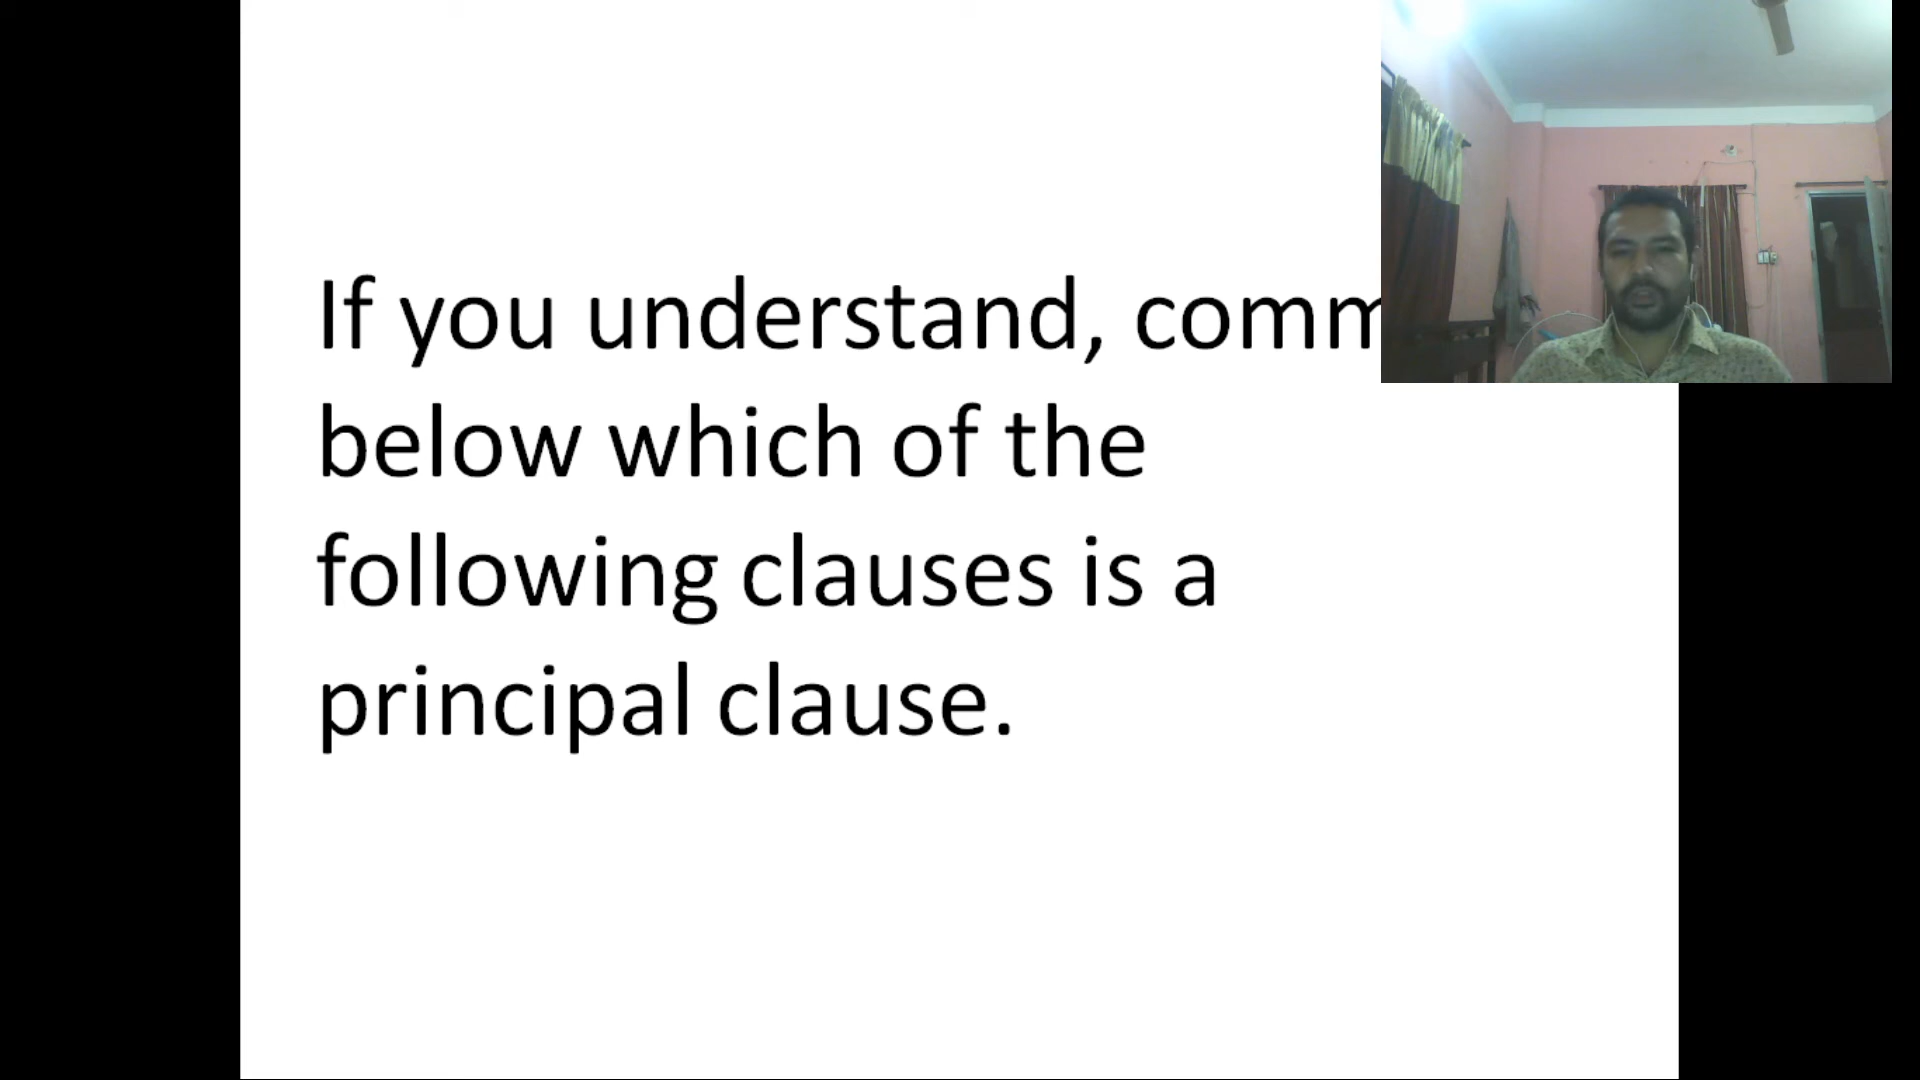 If you understand, comm
below which of the
following clauses is a
principal clause.